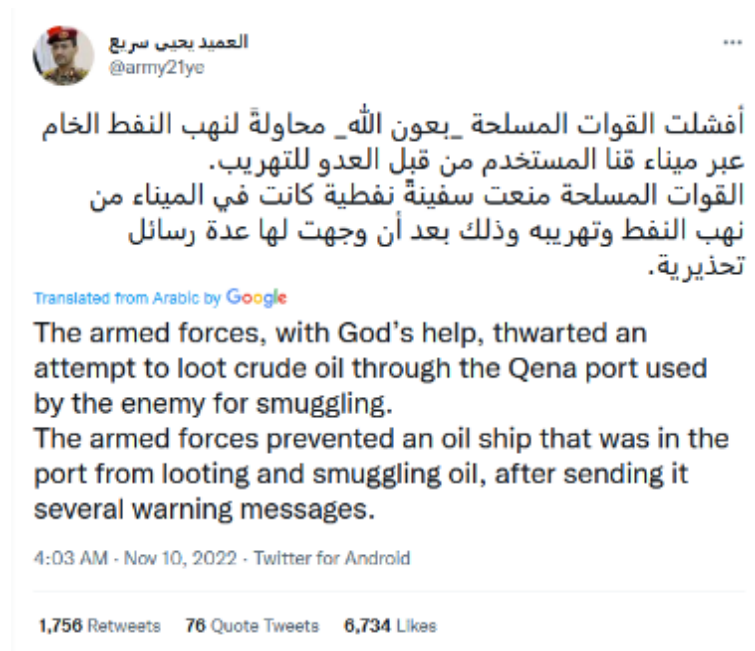 العميد يحيى سريع
@army21ye
أفشلت القوات المسلحة _بعون الله_ محاولةً لنهب النفط الخام
عبر ميناء قنا المستخدم من قبل العدو للتهريب.
القوات المسلحة منعت سفينةً نفطية كانت في الميناء من
نهب النفط وتهريبه وذلك بعد أن وجهت لها عدة رسائل
تحذيرية.
Translated from Arabic by Google
The armed forces, with God's help, thwarted an
attempt to loot crude oil through the Qena port used
by the enemy for smuggling.
The armed forces prevented an oil ship that was in the
port from looting and smuggling oil, after sending it
several warning messages.
4:03 AM · Nov 10, 2022 · Twitter for Android
1,756 Retweets 76 Quote Tweets 6,734 Likes